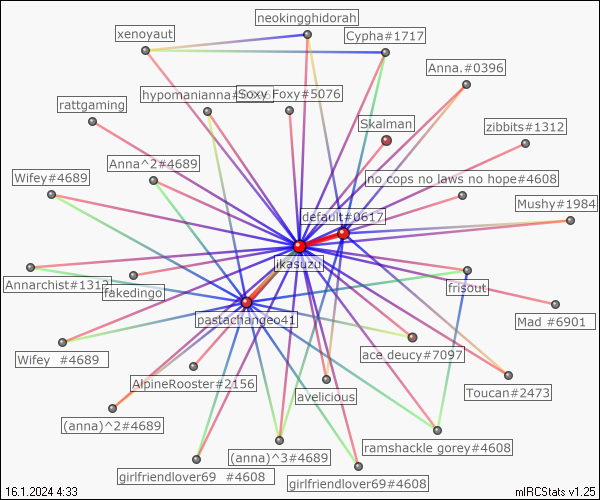 neokingghidorah
xenoyaut
Cypha#1717
Anna.#0396
hypomanianna#
Soxy Foxy#5076
rattgaming
Skalman
zibbits#1312
Anna^2#4689
Wifey#4689
no cops no laws no hope#4608
Mushy#1984
default#0617
ikasuzu
Annarchist#1312
fakedingo
frisout
Mad #6901
pastachangeo41
ace deucy#7097
Wifey #4689
AlpineRooster#2156
avelicious
Toucan#2473
(anna)^2#4689
ramshackle gorey#4608
(anna)^3#4689
girlfriendlover69 #4608
girlfriendlover69#4608
16.1.2024 4:33
mIRCStats v1.25